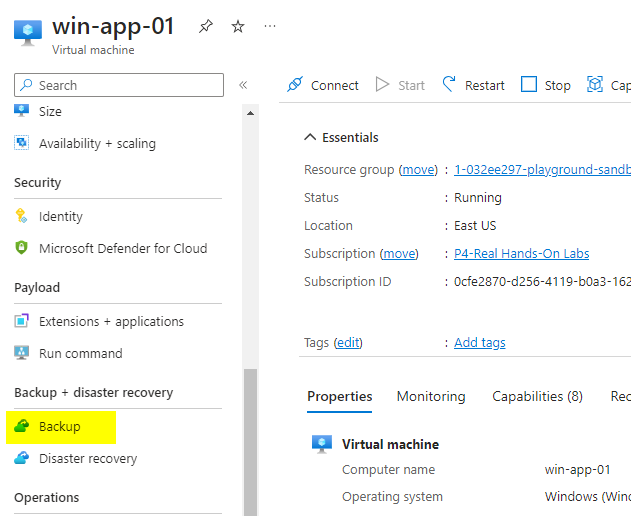 win-app-01
Virtual machine
Search
Size
Availability + scaling
Security
Identity
Microsoft Defender for Cloud
Payload
Extensions + applications
Run command
Backup + disaster recovery
Backup
Disaster recovery
Operations
Connect Start Restart Stop
Essentials
Resource group (move) : 1-032ee297-playground-sandb
Status : Running
Location : East US
Subscription (move) : P4-Real Hands-On Labs
Subscription ID : 0cfe2870-d256-4119-b0a3-162
Tags (edit) : Add tags
Properties Monitoring Capabilities (8) Rec
Virtual machine
Computer name win-app-01
Operating system Windows (Wind